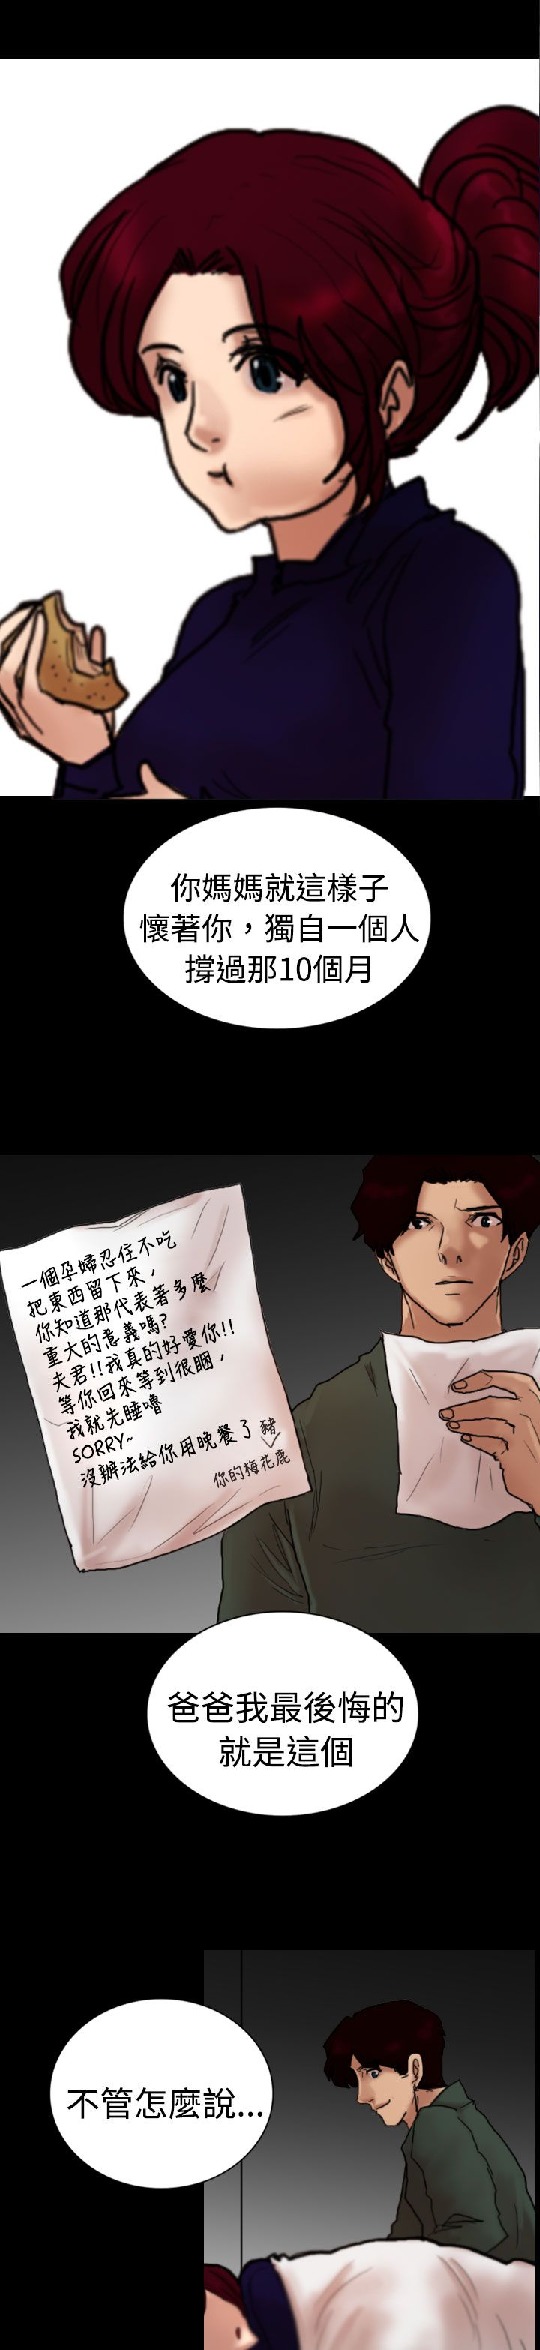 你媽媽就這樣子
懷著你，獨自一個人
撐過那10個月
一個孕婦忍住不吃
把東西留下來，
你知道那代表著多麼
重大的意義嗎?
夫君!!我真的好愛你!!
等你回來等到很睏，
我就先睡嚕
SORRY~
沒辦法給你用晚餐了
豬
你的梅花鹿
爸爸我最後悔的
就是這個
不管怎麼說...